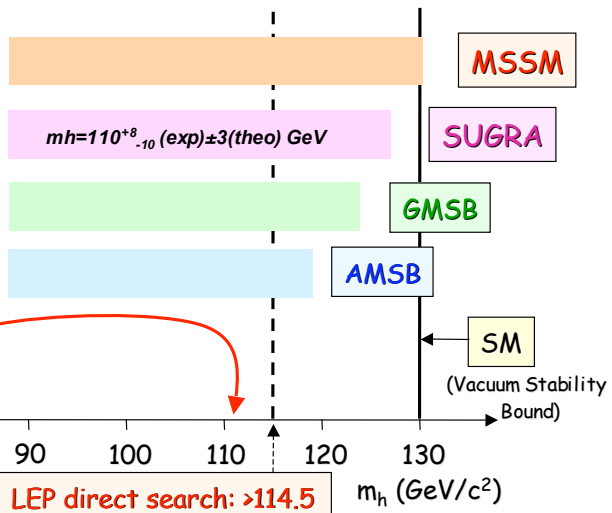 MSSM
mh=110⁺⁸₋₁₀ (exp)±3(theo) GeV
SUGRA
GMSB
AMSB
SM
(Vacuum Stability
Bound)
90 100 110 120 130
LEP direct search: >114.5
mₕ (GeV/c²)